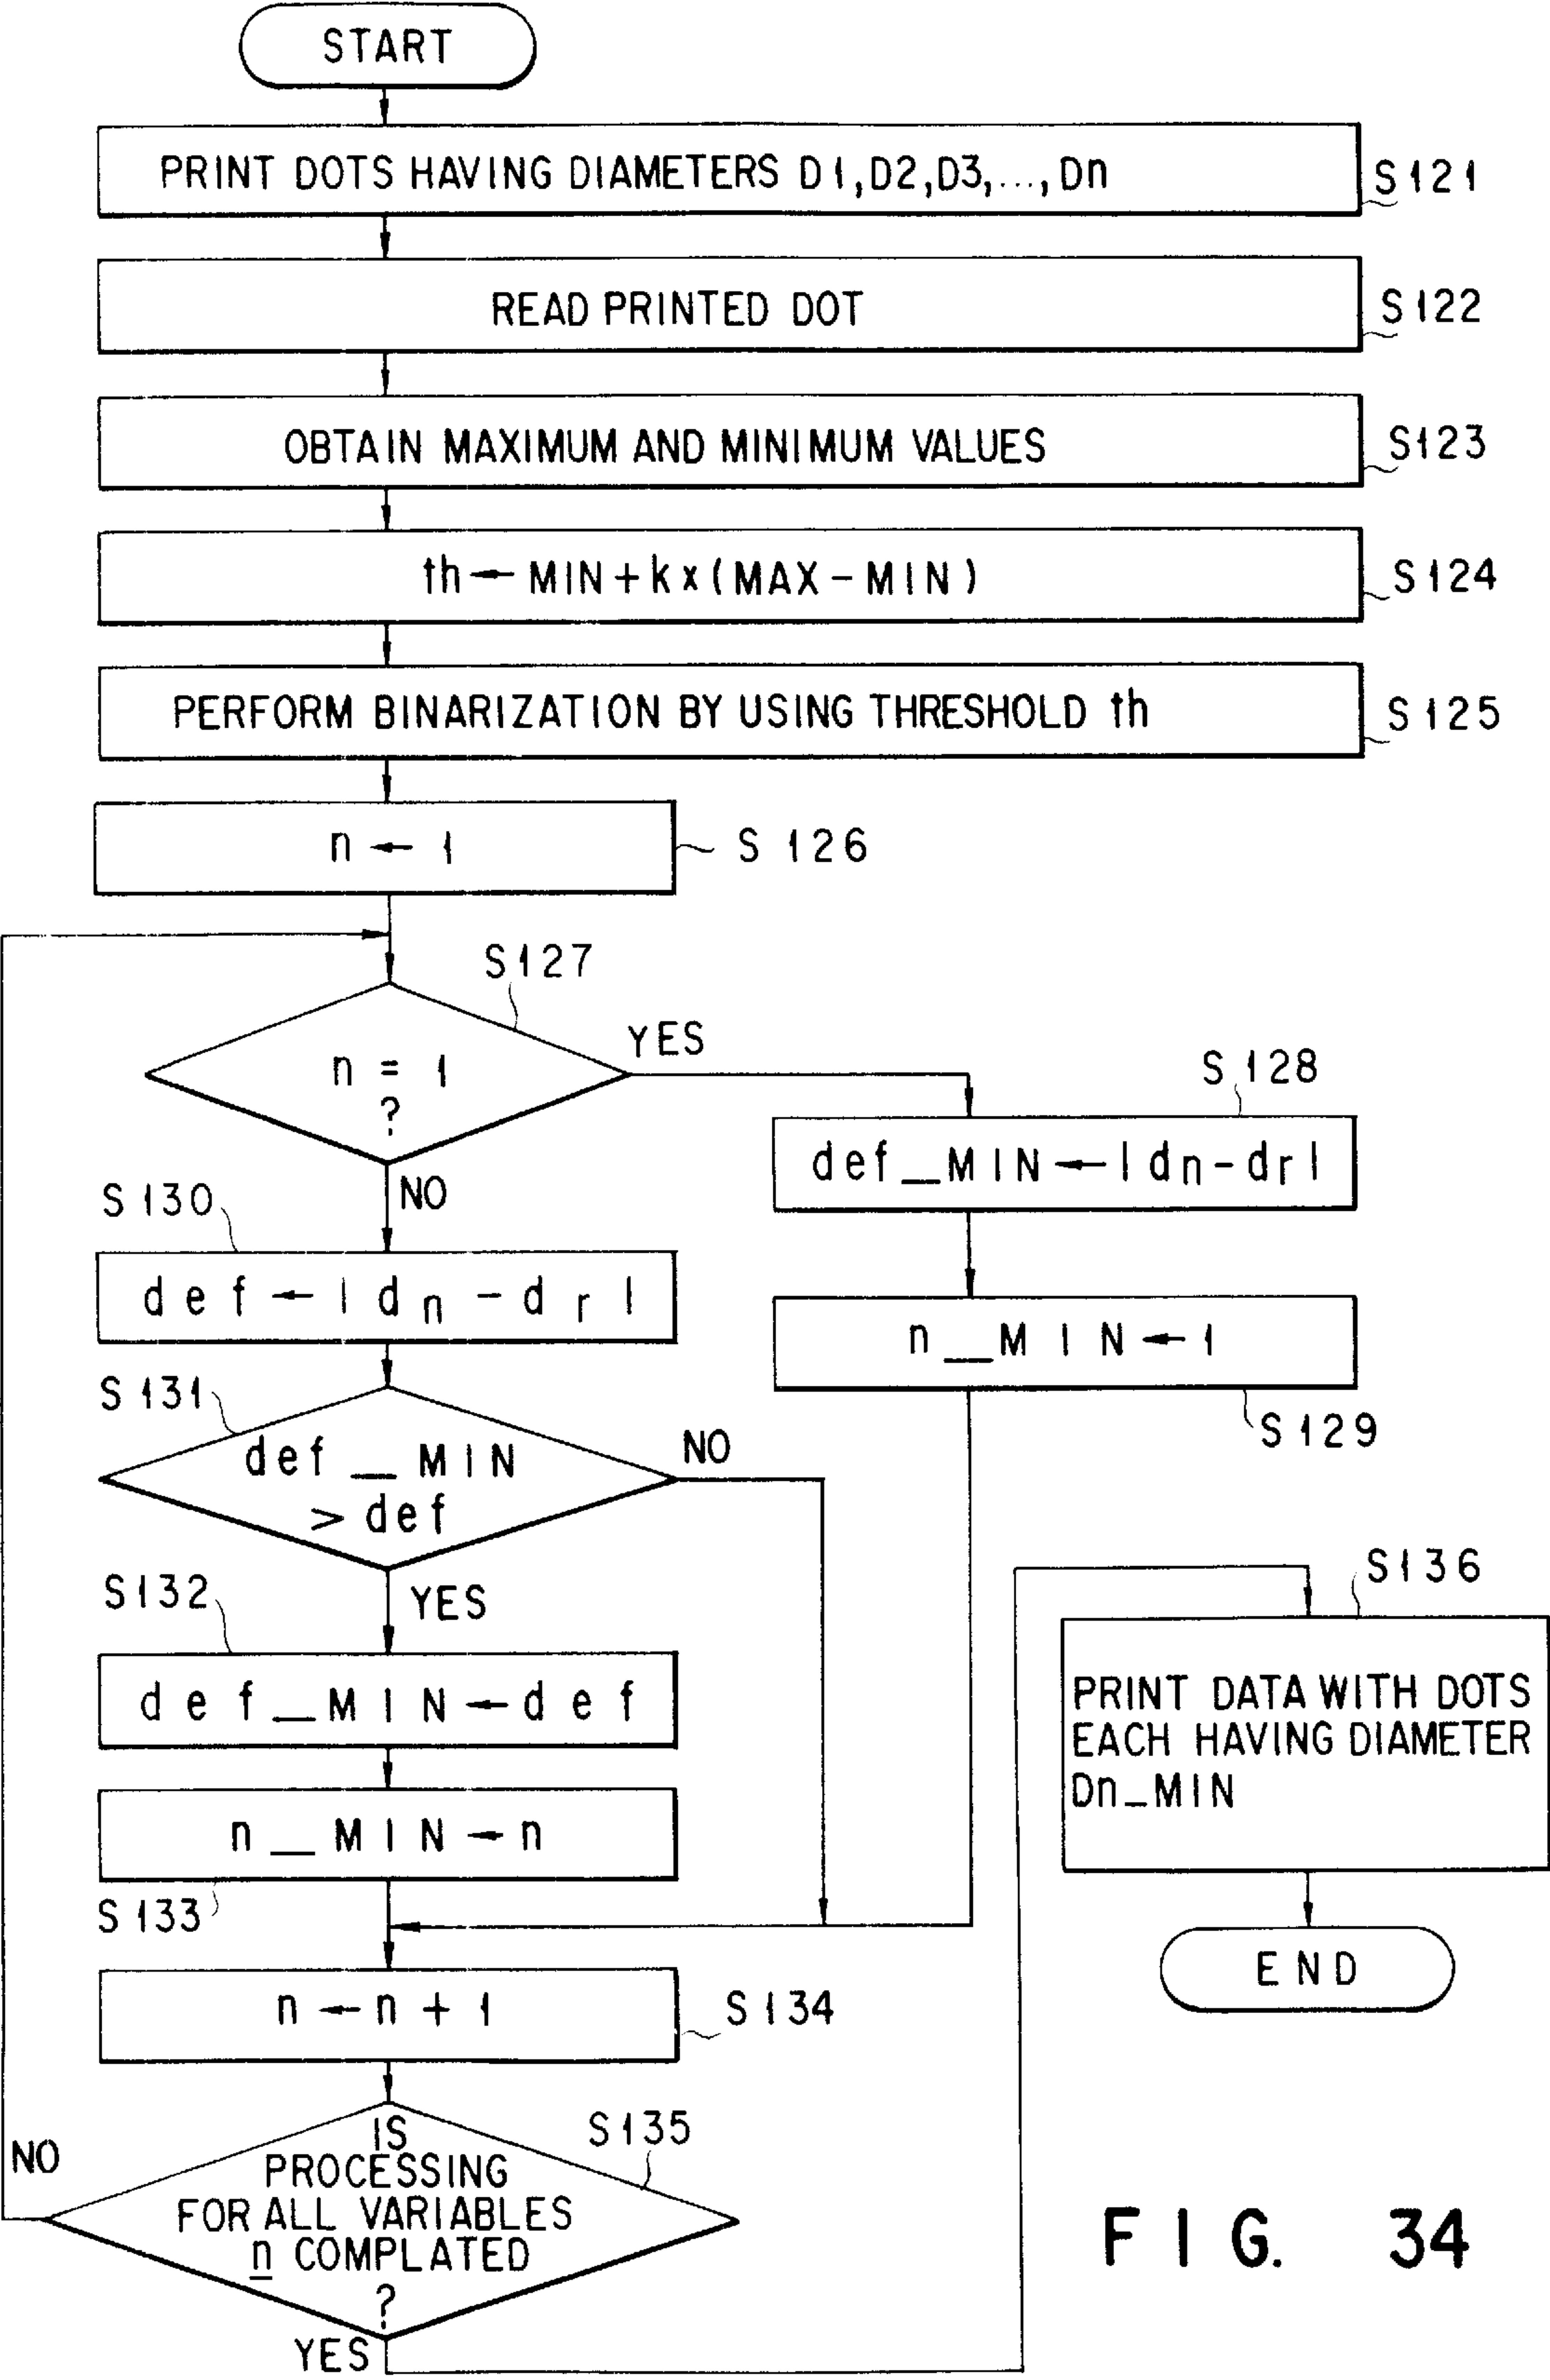 START
PRINT DOTS HAVING DIAMETERS D1,D2,D3,...,Dn
S121
READ PRINTED DOT
S122
OBTAIN MAXIMUM AND MINIMUM VALUES
S123
th←MIN+k×(MAX-MIN)
S124
PERFORM BINARIZATION BY USING THRESHOLD th
S125
n ← 1
S126
S127
n = 1
?
YES
NO
S128
def_MIN←|dn-dr|
n_MIN←1
S129
S130
def←|dn-dr|
S131
def_MIN
> def
NO
YES
S132
def_MIN←def
n_MIN←n
S133
n←n+1
S134
S135
IS
PROCESSING
FOR ALL VARIABLES
n COMPLATED
?
NO
YES
S136
PRINT DATA WITH DOTS
EACH HAVING DIAMETER
Dn_MIN
END
FIG. 34